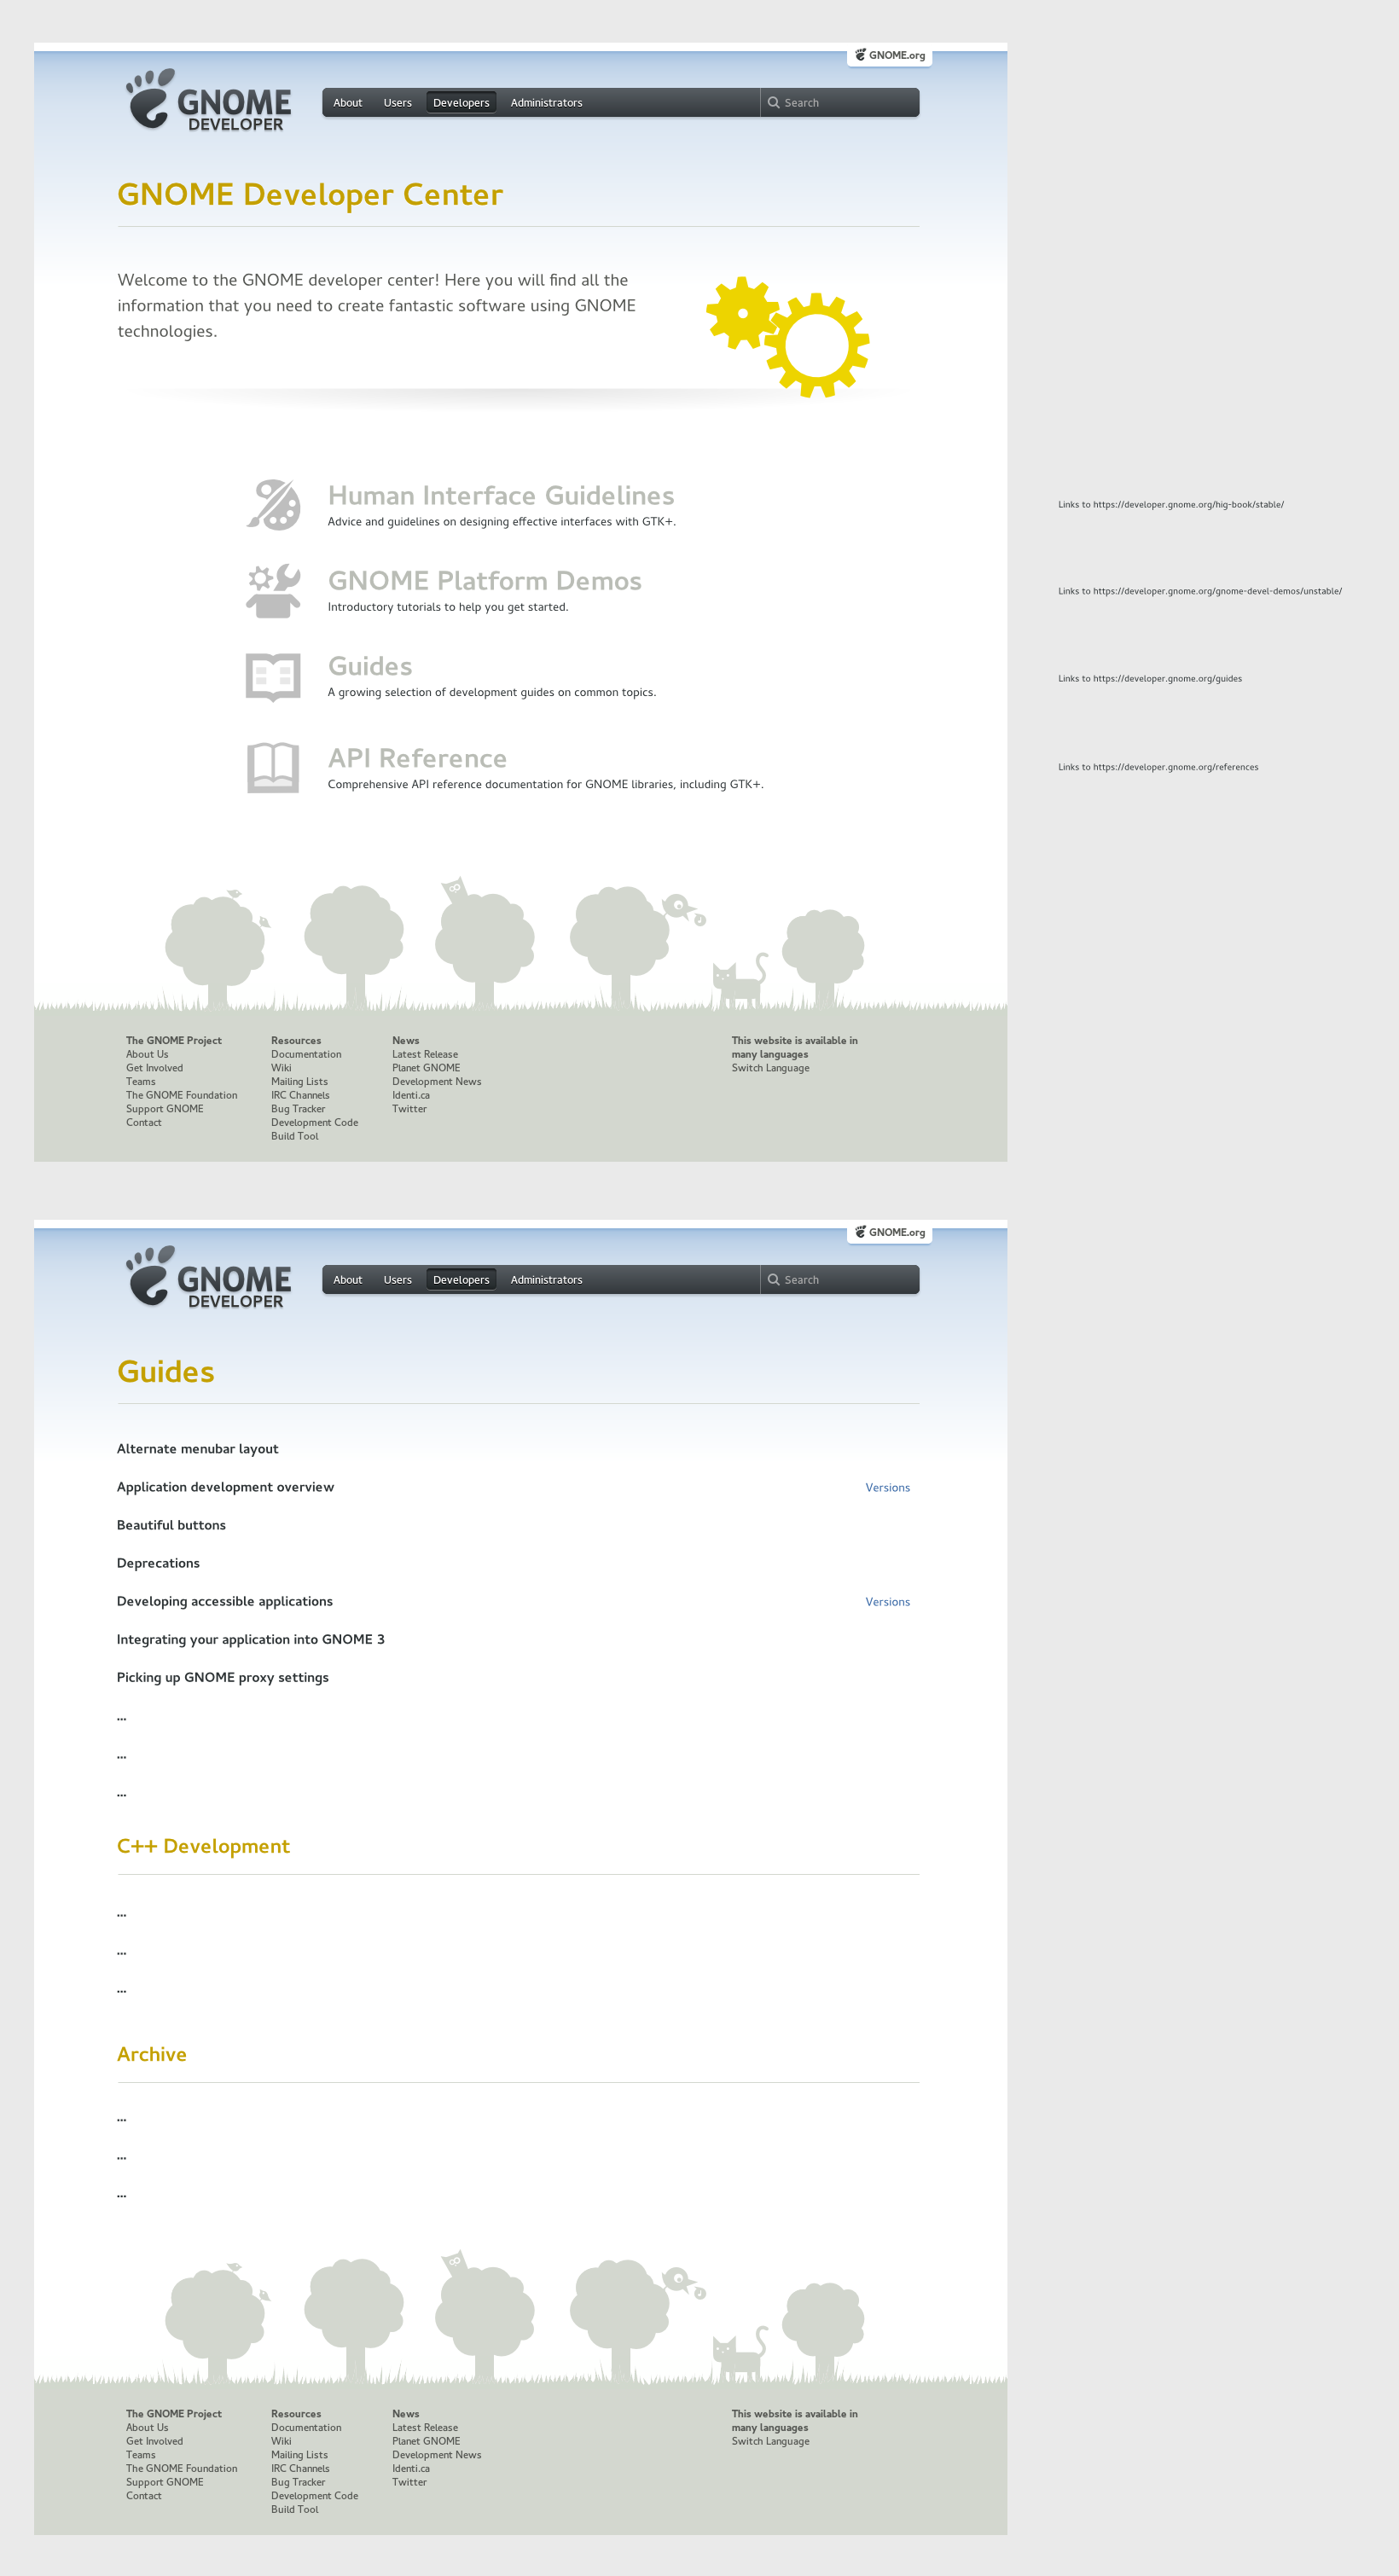 GNOME.org
GNOME
DEVELOPER
About Users Developers Administrators Search
GNOME Developer Center
Welcome to the GNOME developer center! Here you will find all the
information that you need to create fantastic software using GNOME
technologies.
Human Interface Guidelines
Advice and guidelines on designing effective interfaces with GTK+.
Links to https://developer.gnome.org/hig-book/stable/
GNOME Platform Demos
Introductory tutorials to help you get started.
Links to https://developer.gnome.org/gnome-devel-demos/unstable/
Guides
A growing selection of development guides on common topics.
Links to https://developer.gnome.org/guides
API Reference
Comprehensive API reference documentation for GNOME libraries, including GTK+.
Links to https://developer.gnome.org/references
The GNOME Project
About Us
Get Involved
Teams
The GNOME Foundation
Support GNOME
Contact
Resources
Documentation
Wiki
Mailing Lists
IRC Channels
Bug Tracker
Development Code
Build Tool
News
Latest Release
Planet GNOME
Development News
Identi.ca
Twitter
This website is available in
many languages
Switch Language
GNOME.org
GNOME
DEVELOPER
About Users Developers Administrators Search
Guides
Alternate menubar layout
Application development overview Versions
Beautiful buttons
Deprecations
Developing accessible applications Versions
Integrating your application into GNOME 3
Picking up GNOME proxy settings
...
...
...
C++ Development
...
...
...
Archive
...
...
...
The GNOME Project
About Us
Get Involved
Teams
The GNOME Foundation
Support GNOME
Contact
Resources
Documentation
Wiki
Mailing Lists
IRC Channels
Bug Tracker
Development Code
Build Tool
News
Latest Release
Planet GNOME
Development News
Identi.ca
Twitter
This website is available in
many languages
Switch Language